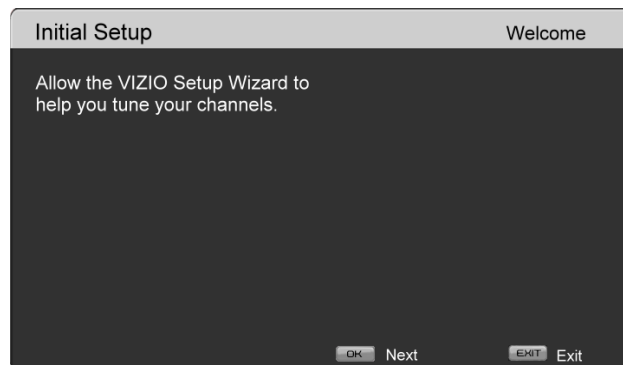 Initial Setup Welcome
Allow the VIZIO Setup Wizard to
help you tune your channels.
OK Next EXIT Exit